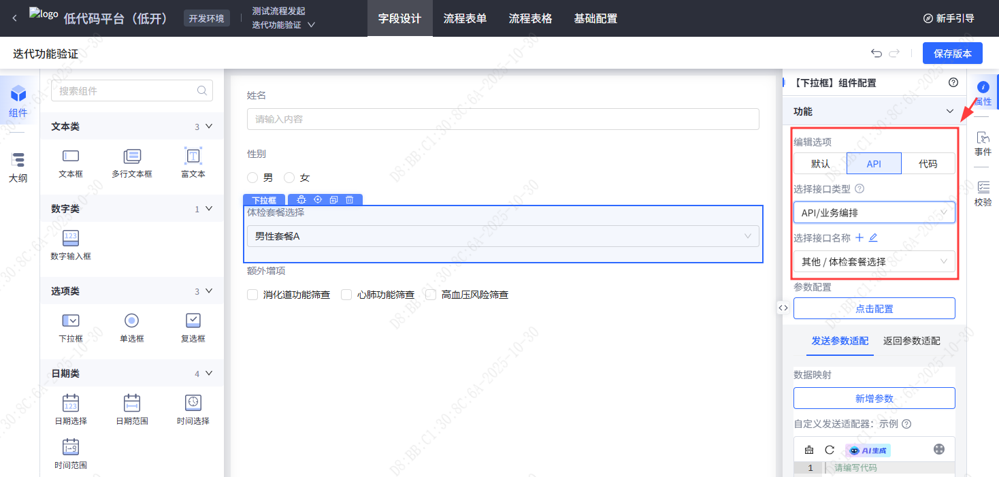 logo 低代码平台（低开） 开发环境 测试流程发起 字段设计 流程表单 流程表格 基础配置 新手引导
迭代功能验证
迭代功能验证 保存版本
组件
大纲
搜索组件
文本类 3
文本框 多行文本框 富文本
数字类 1
123
数字输入框
选项类 3
下拉框 单选框 复选框
日期类 4
123
日期选择 日期范围 时间选择
1-9
时间范围
姓名
请输入内容
性别
男 女
下拉框
体检套餐选择
男性套餐A
额外增项
消化道功能筛查 心肺功能筛查 高血压风险筛查
【下拉框】组件配置
功能
编辑选项
默认 API 代码
选择接口类型
API/业务编排
选择接口名称
其他 / 体检套餐选择
参数配置
点击配置
发送参数适配 返回参数适配
数据映射
新增参数
自定义发送适配器：示例
AI生成
1 请编写代码
属性
事件
校验
D8:BB:C1:30:8C:6A-2025-10-30